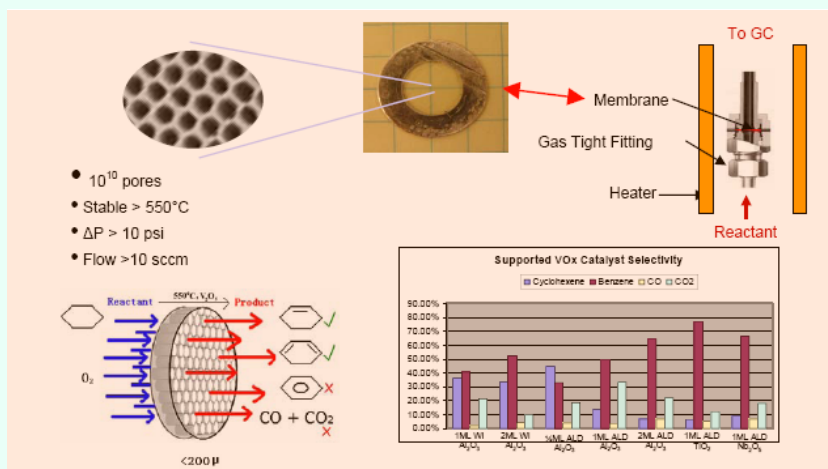 To GC
Membrane
Gas Tight Fitting
Heater
Reactant
• 10¹⁰ pores
• Stable > 550°C
• ΔP > 10 psi
• Flow >10 sccm
550°C, V₂O₅
Reactant
Product
O₂
CO + CO₂
<200μ
Supported VOx Catalyst Selectivity
Cyclohexene Benzene CO CO2
90.00%
80.00%
70.00%
60.00%
50.00%
40.00%
30.00%
20.00%
10.00%
0.00%
1ML WI 2ML WI ½ML ALD 1ML ALD 2ML ALD 1ML ALD 1ML ALD
Al₂O₃ Al₂O₃ Al₂O₃ Al₂O₃ Al₂O₃ TiO₂ Nb₂O₅